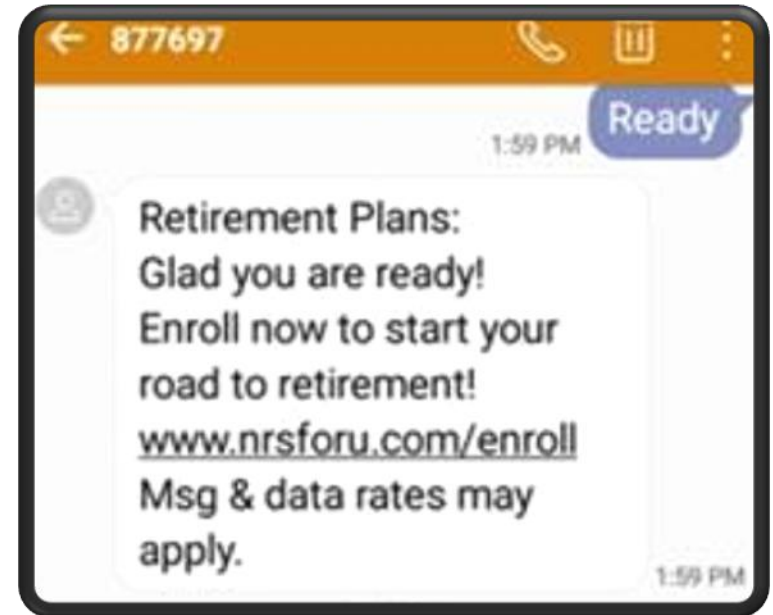 877697
Ready
1:59 PM
Retirement Plans:
Glad you are ready!
Enroll now to start your
road to retirement!
www.nrsforu.com/enroll
Msg & data rates may
apply.
1:59 PM